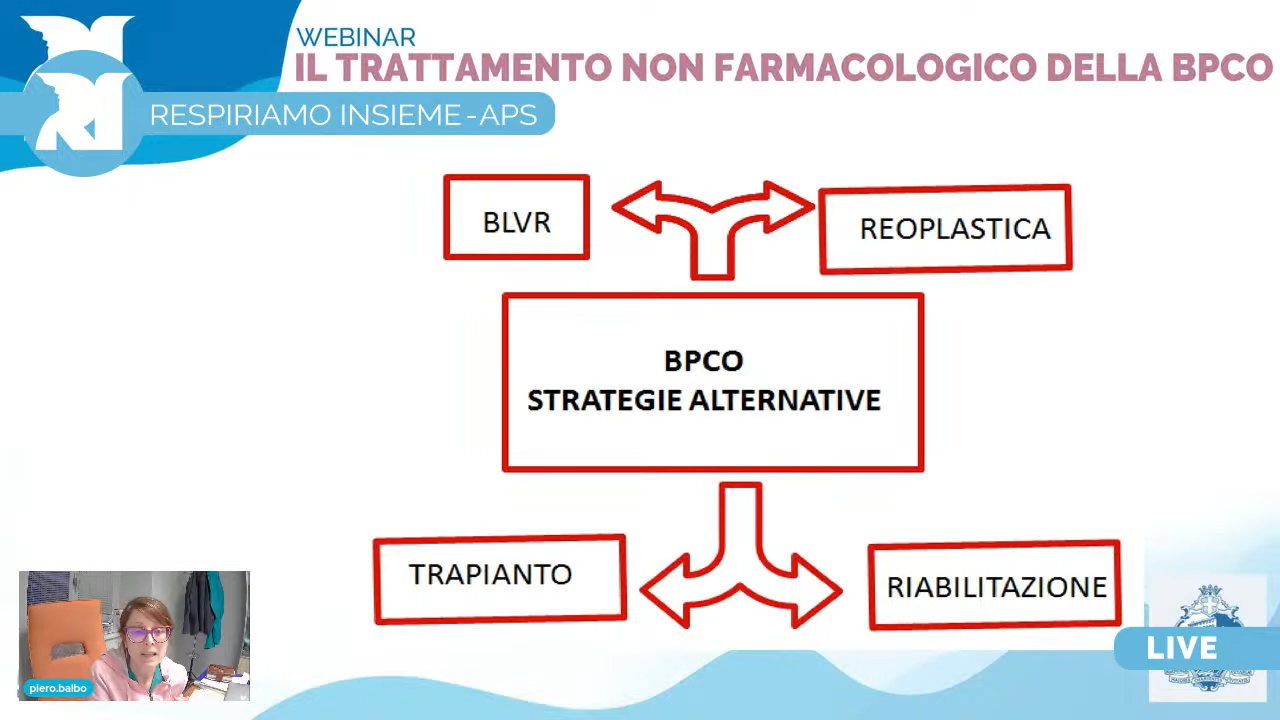 WEBINAR
IL TRATTAMENTO NON FARMACOLOGICO DELLA BPCO
RESPIRIAMO INSIEME-APS
BLVR
REOPLASTICA
BPCO
STRATEGIE ALTERNATIVE
TRAPIANTO
RIABILITAZIONE
LIVE
piero.balbo